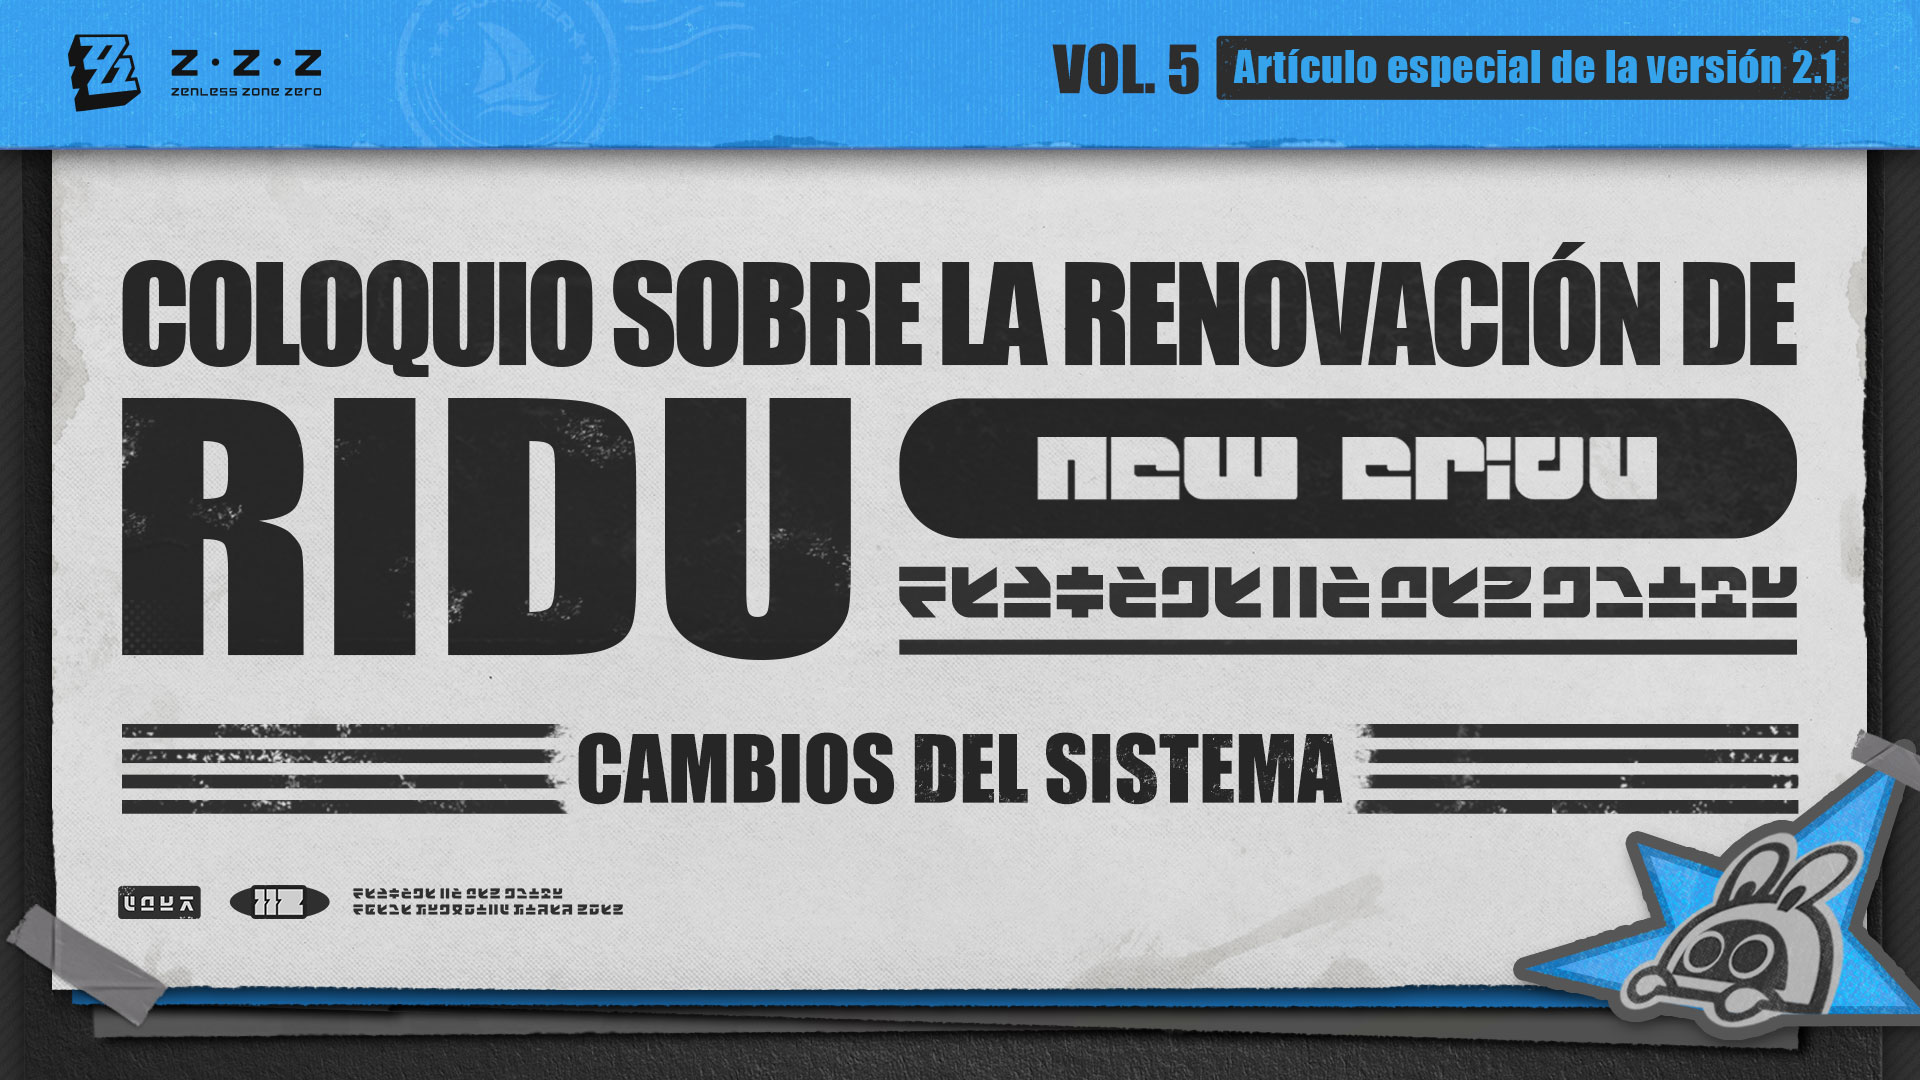 Z·Z·Z
ZENLESS ZONE ZERO
SUMMER
VOL. 5 Artículo especial de la versión 2.1
COLOQUIO SOBRE LA RENOVACIÓN DE
RIDU
NEW ERIDU
CAMBIOS DEL SISTEMA